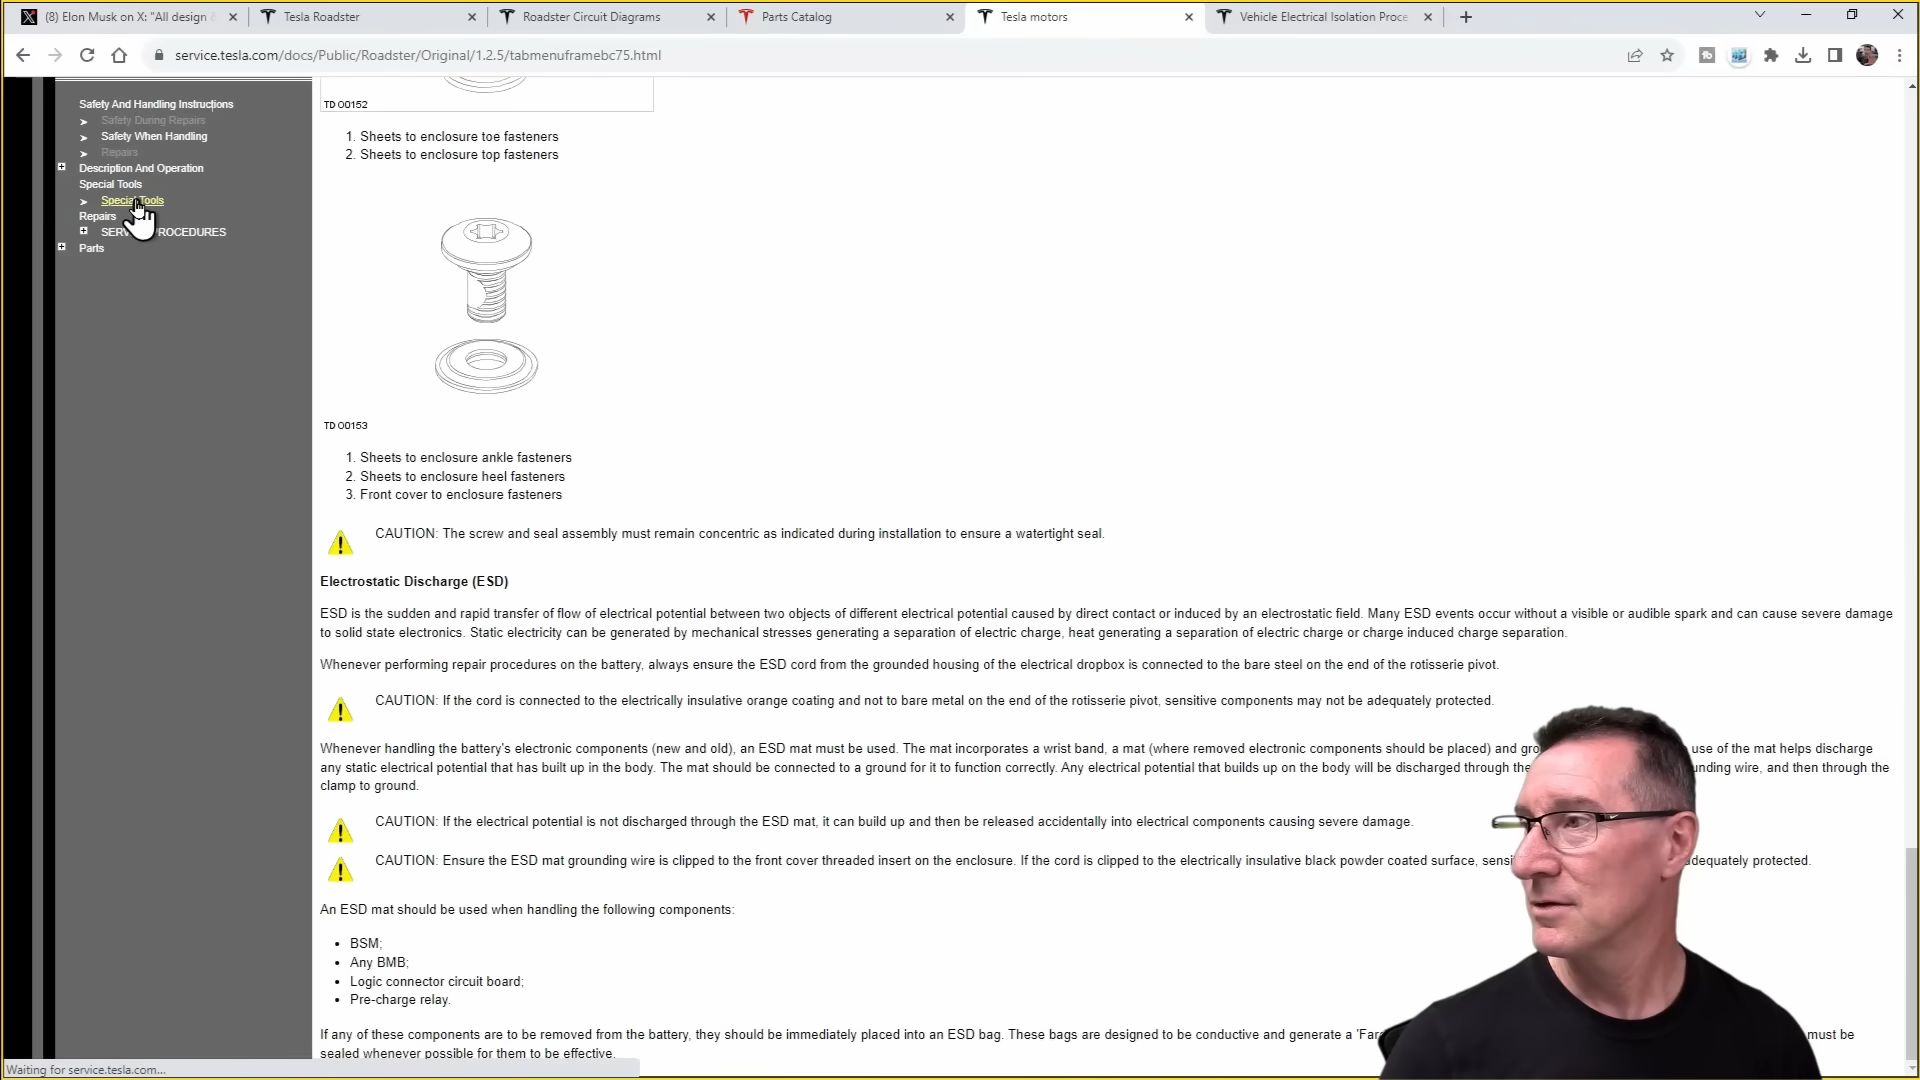 (8) Elon Musk on X: "All design
Tesla Roadster
Roadster Circuit Diagrams
Parts Catalog
Tesla motors
Vehicle Electrical Isolation Proce
service.tesla.com/docs/Public/Roadster/Original/1.2.5/tabmenuframebc75.html
Safety And Handling Instructions
Safety During Repairs
Safety When Handling
Repairs
Description And Operation
Special Tools
Special Tools
Repairs
SERV ROCEDURES
Parts
TD 00152
1. Sheets to enclosure toe fasteners
2. Sheets to enclosure top fasteners
TD 00153
1. Sheets to enclosure ankle fasteners
2. Sheets to enclosure heel fasteners
3. Front cover to enclosure fasteners
CAUTION: The screw and seal assembly must remain concentric as indicated during installation to ensure a watertight seal.
Electrostatic Discharge (ESD)
ESD is the sudden and rapid transfer of flow of electrical potential between two objects of different electrical potential caused by direct contact or induced by an electrostatic field. Many ESD events occur without a visible or audible spark and can cause severe damage
to solid state electronics. Static electricity can be generated by mechanical stresses generating a separation of electric charge, heat generating a separation of electric charge or charge induced charge separation.
Whenever performing repair procedures on the battery, always ensure the ESD cord from the grounded housing of the electrical dropbox is connected to the bare steel on the end of the rotisserie pivot.
CAUTION: If the cord is connected to the electrically insulative orange coating and not to bare metal on the end of the rotisserie pivot, sensitive components may not be adequately protected.
Whenever handling the battery's electronic components (new and old), an ESD mat must be used. The mat incorporates a wrist band, a mat (where removed electronic components should be placed) and use of the mat helps discharge
any static electrical potential that has built up in the body. The mat should be connected to a ground for it to function correctly. Any electrical potential that builds up on the body will be discharged through the unding wire, and then through the
clamp to ground.
CAUTION: If the electrical potential is not discharged through the ESD mat, it can build up and then be released accidentally into electrical components causing severe damage.
CAUTION: Ensure the ESD mat grounding wire is clipped to the front cover threaded insert on the enclosure. If the cord is clipped to the electrically insulative black powder coated surface, adequately protected.
An ESD mat should be used when handling the following components:
• BSM;
• Any BMB;
• Logic connector circuit board;
• Pre-charge relay.
If any of these components are to be removed from the battery, they should be immediately placed into an ESD bag. These bags are designed to be conductive and generate a 'Far must be
sealed whenever possible for them to be effective.
Waiting for service.tesla.com...